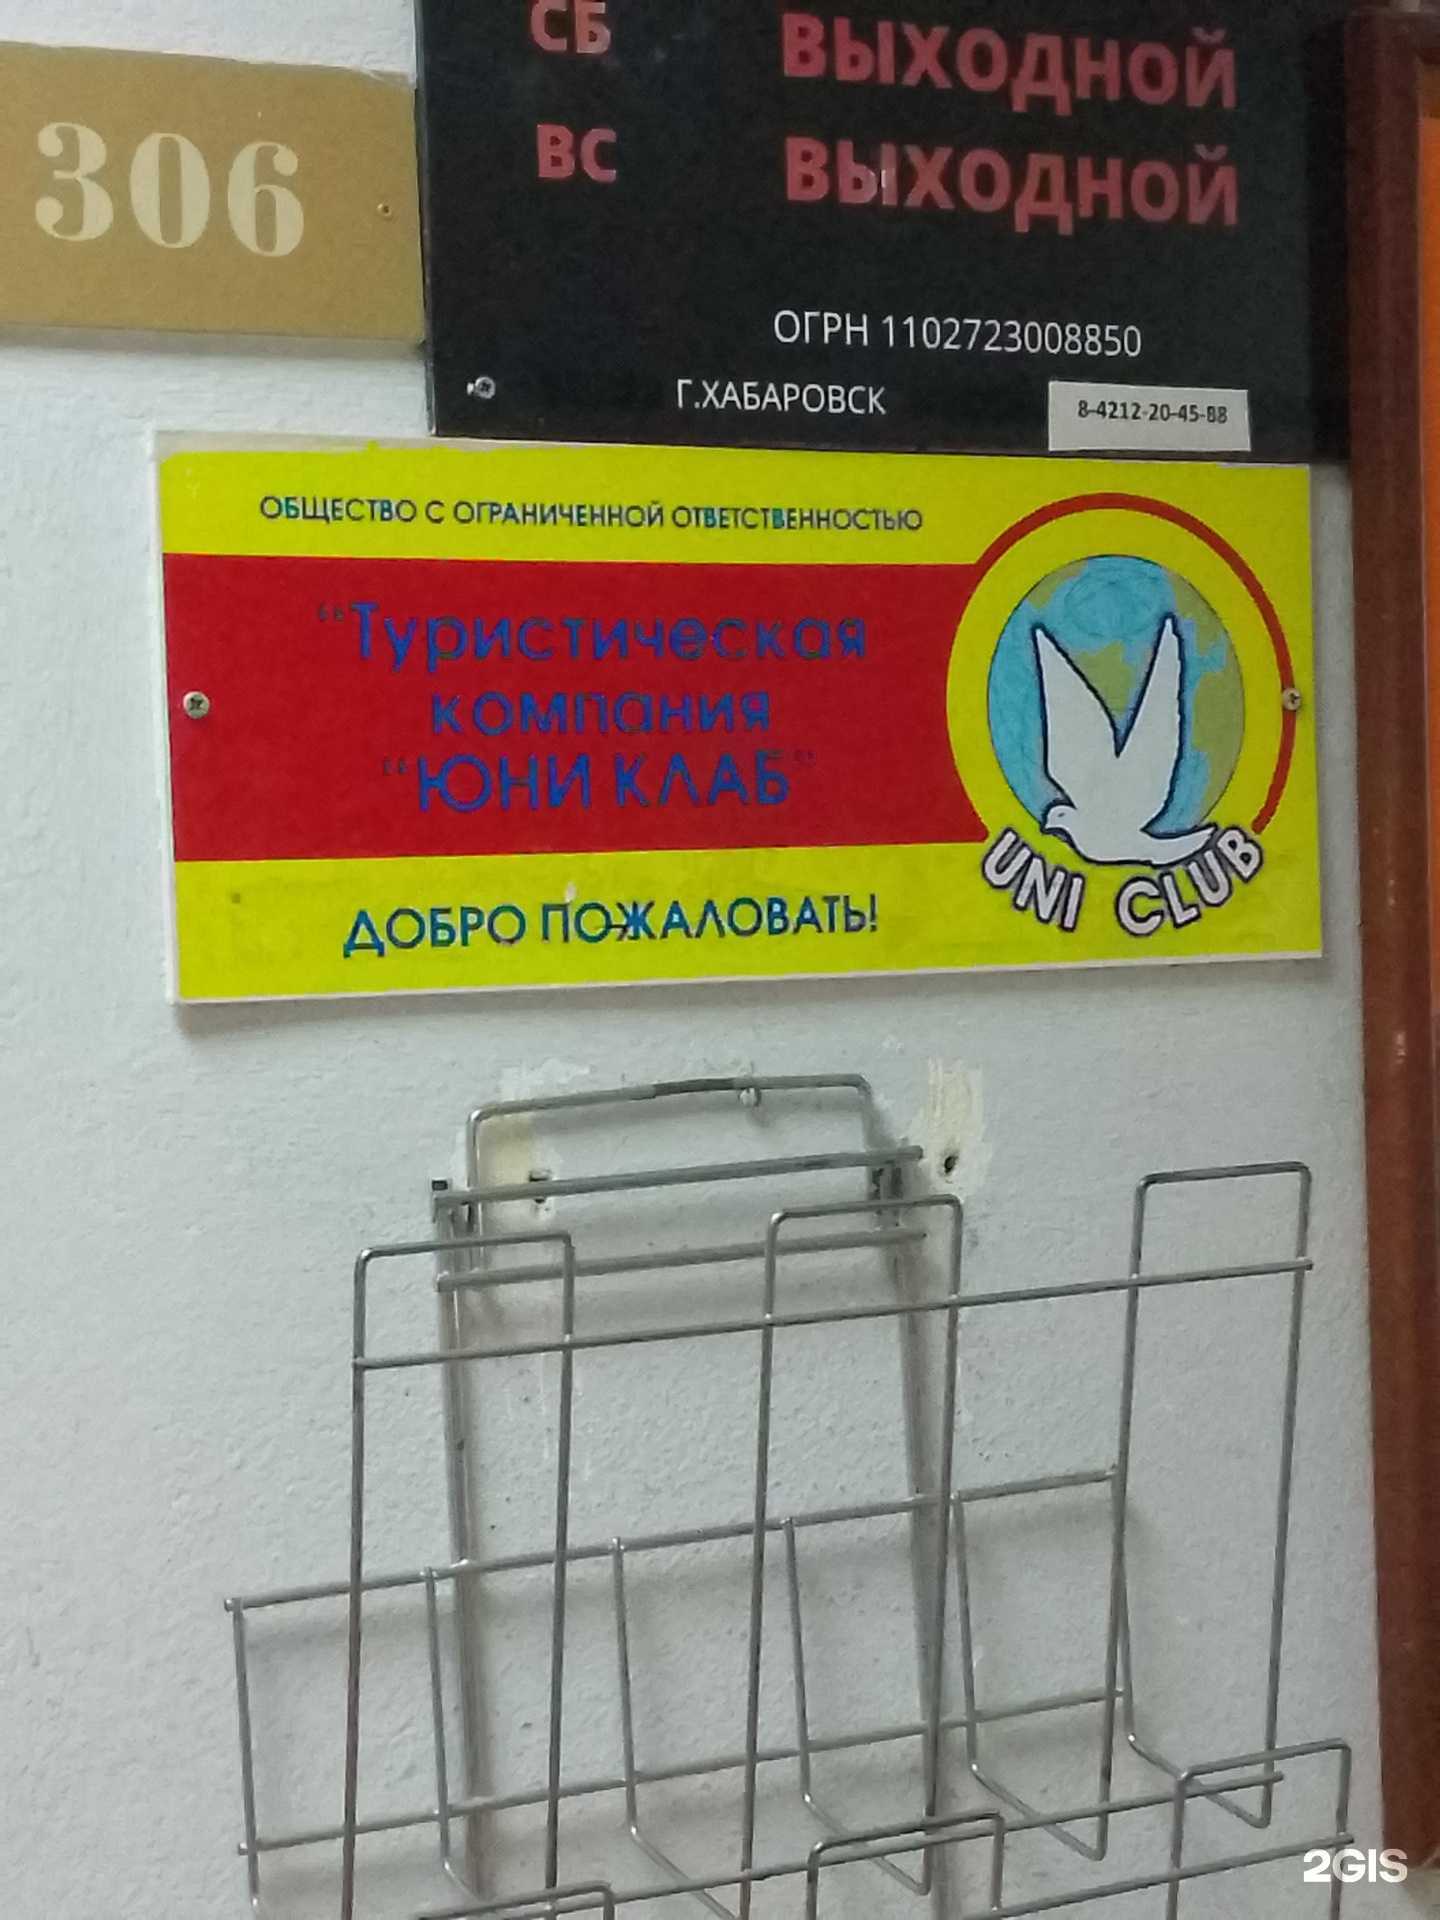 306
СБ ВЫХОДНОЙ
ВС ВЫХОДНОЙ
ОГРН 1102723008850
Г.ХАБАРОВСК
8-4212-20-45-88
ОБЩЕСТВО С ОГРАНИЧЕННОЙ ОТВЕТСТВЕННОСТЬЮ
"Туристическая
компания
"ЮНИ КЛАБ"
UNI CLUB
ДОБРО ПОЖАЛОВАТЬ!
2GIS